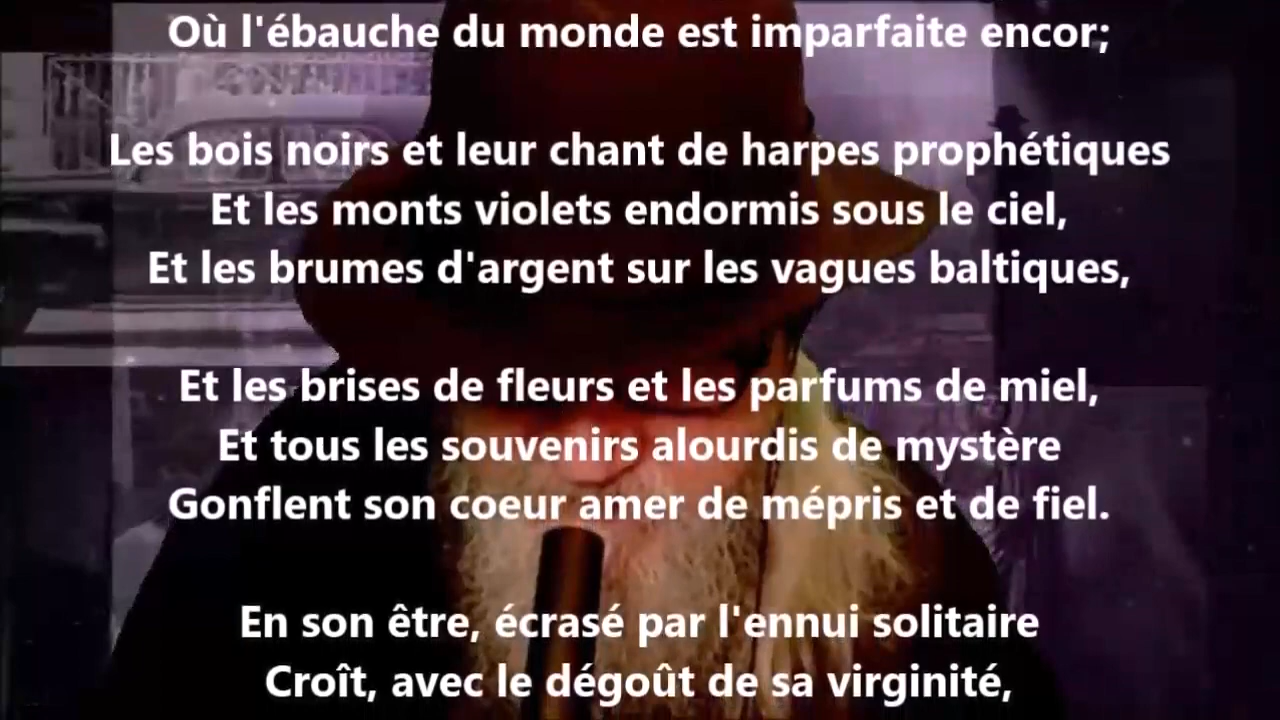 Où l'ébauche du monde est imparfaite encor;
Les bois noirs et leur chant de harpes prophétiques
Et les monts violets endormis sous le ciel,
Et les brumes d'argent sur les vagues baltiques,
Et les brises de fleurs et les parfums de miel,
Et tous les souvenirs alourdis de mystère
Gonflent son coeur amer de mépris et de fiel.
En son être, écrasé par l'ennui solitaire
Croît, avec le dégoût de sa virginité,